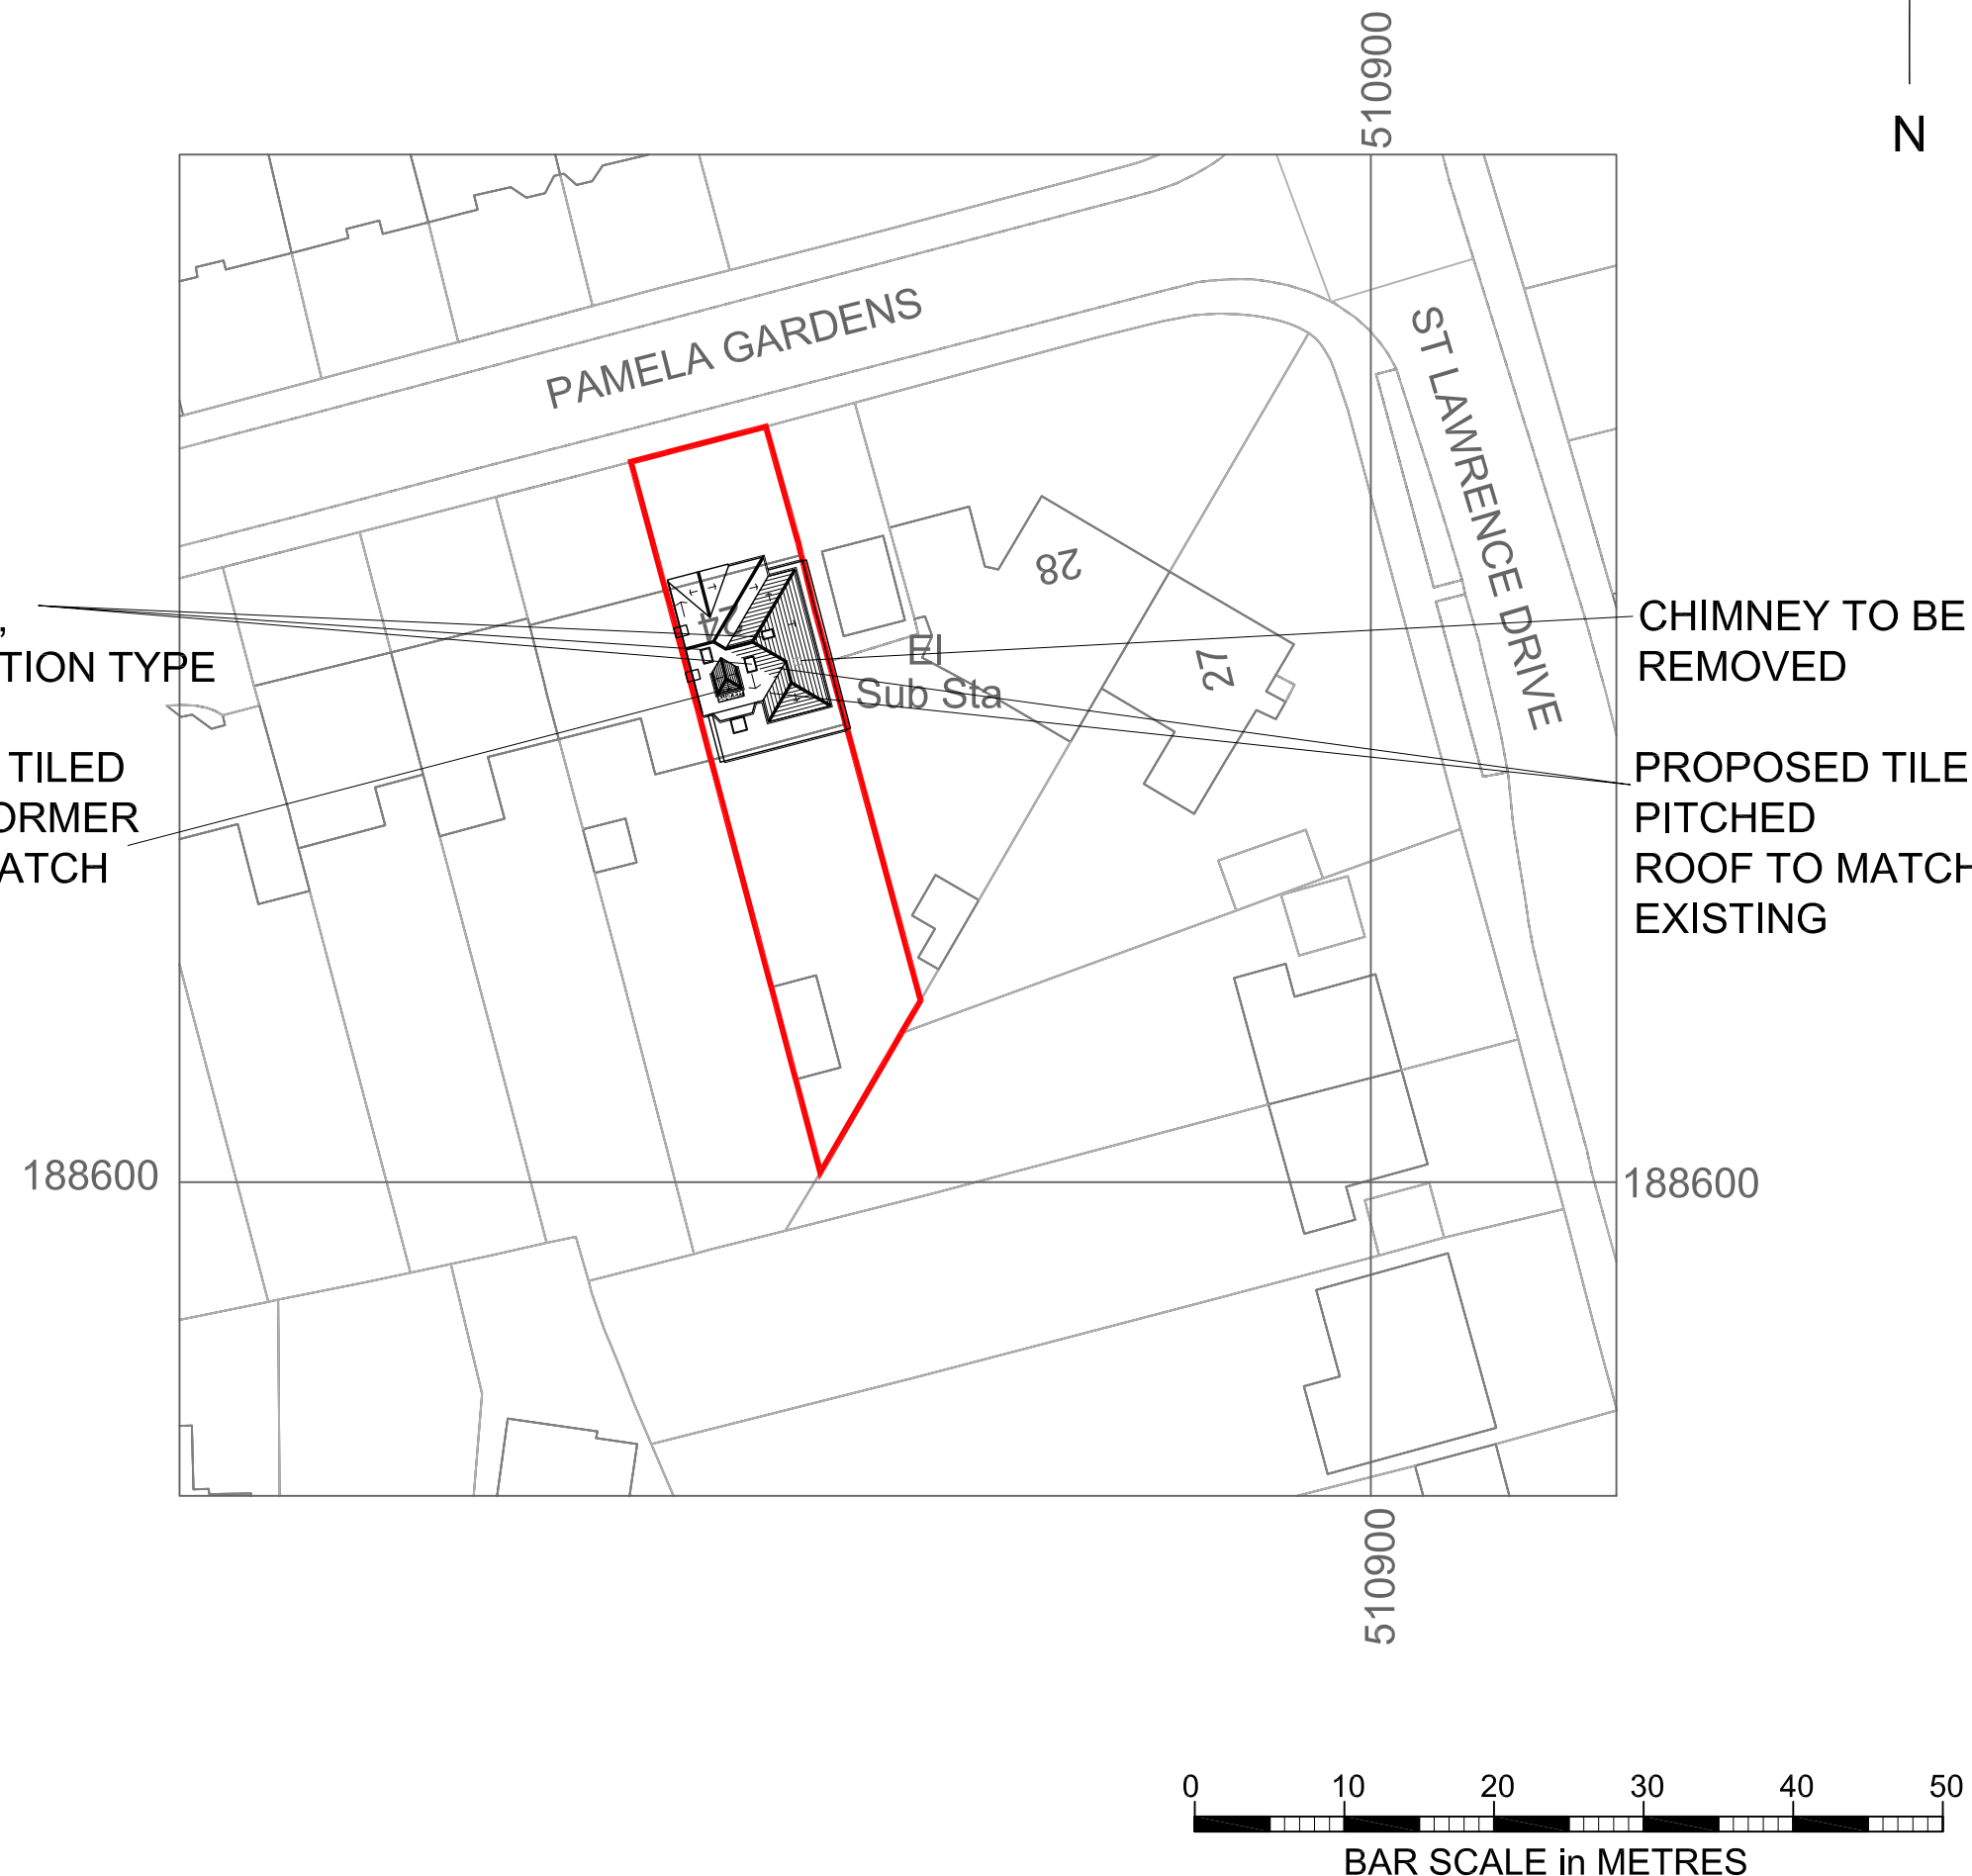 510900
N
PAMELA GARDENS
ST LAWRENCE DRIVE
28
24
27
El
Sub Sta
,
TION TYPE
TILED
ORMER
ATCH
CHIMNEY TO BE
REMOVED
PROPOSED TILE
PITCHED
ROOF TO MATCH
EXISTING
188600
188600
510900
0 10 20 30 40 50
BAR SCALE in METRES